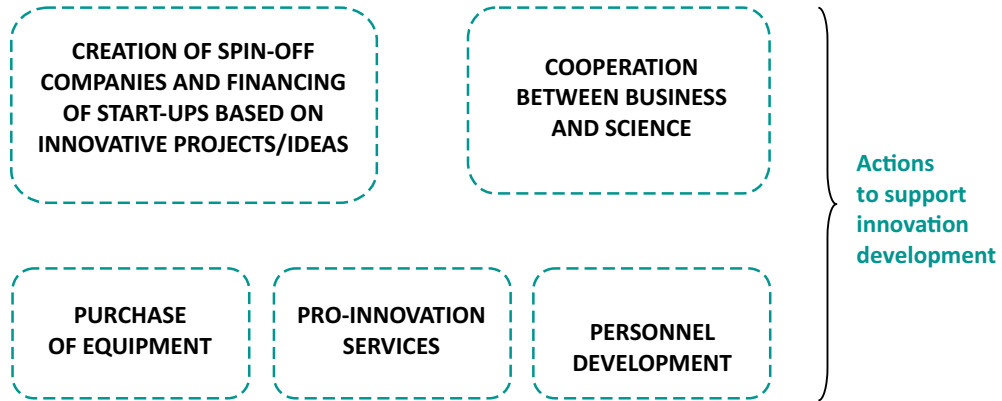 CREATION OF SPIN-OFF
COMPANIES AND FINANCING
OF START-UPS BASED ON
INNOVATIVE PROJECTS/IDEAS
COOPERATION
BETWEEN BUSINESS
AND SCIENCE
Actions
to support
innovation
development
PURCHASE
OF EQUIPMENT
PRO-INNOVATION
SERVICES
PERSONNEL
DEVELOPMENT